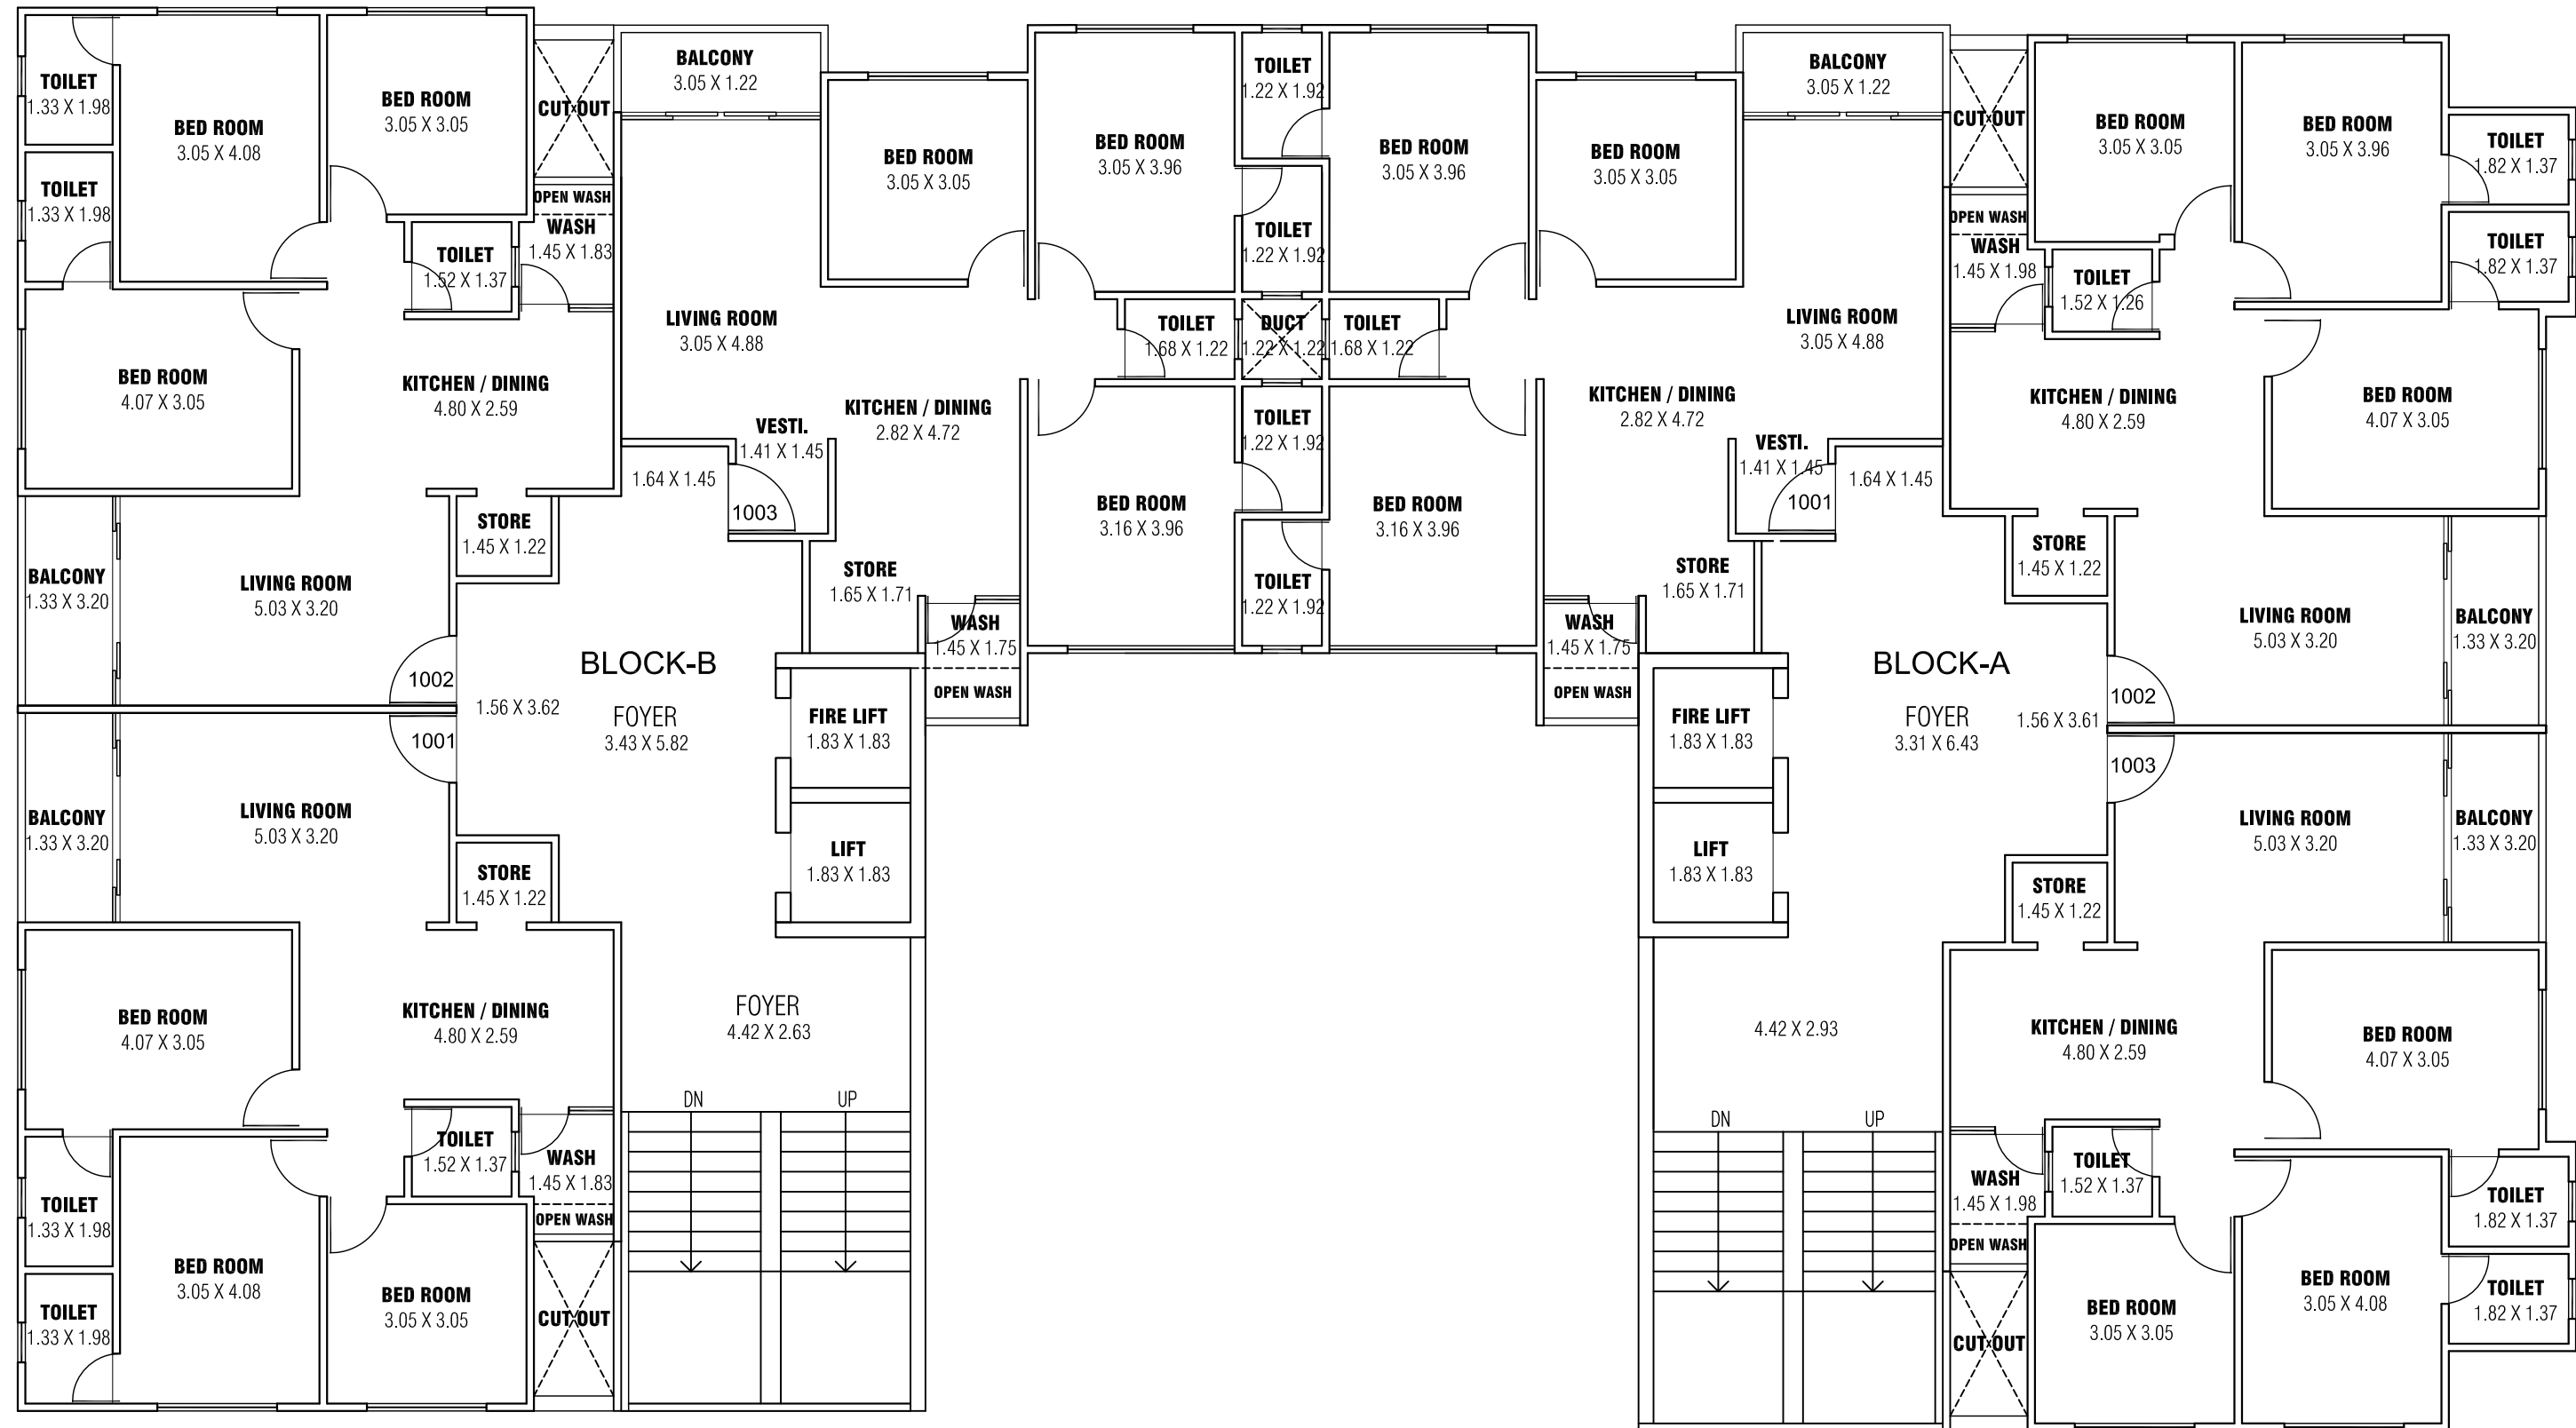 TOILET
1.33 X 1.98
BED ROOM
3.05 X 4.08
BED ROOM
3.05 X 3.05
CUT OUT
TOILET
1.33 X 1.98
OPEN WASH
WASH
1.45 X 1.83
TOILET
1.52 X 1.37
BED ROOM
4.07 X 3.05
KITCHEN / DINING
4.80 X 2.59
STORE
1.45 X 1.22
BALCONY
1.33 X 3.20
LIVING ROOM
5.03 X 3.20
1002
BALCONY
3.05 X 1.22
BED ROOM
3.05 X 3.05
BED ROOM
3.05 X 3.96
TOILET
1.22 X 1.92
TOILET
1.22 X 1.92
LIVING ROOM
3.05 X 4.88
TOILET
1.68 X 1.22
DUCT
1.22 X 1.22
KITCHEN / DINING
2.82 X 4.72
VESTI.
1.41 X 1.45
1.64 X 1.45
1003
BED ROOM
3.16 X 3.96
TOILET
1.22 X 1.92
TOILET
1.22 X 1.92
STORE
1.65 X 1.71
WASH
1.45 X 1.75
OPEN WASH
BLOCK-B
FOYER
3.43 X 5.82
1.56 X 3.62
FIRE LIFT
1.83 X 1.83
LIFT
1.83 X 1.83
1001
BALCONY
1.33 X 3.20
LIVING ROOM
5.03 X 3.20
STORE
1.45 X 1.22
BED ROOM
4.07 X 3.05
KITCHEN / DINING
4.80 X 2.59
FOYER
4.42 X 2.63
DN
UP
TOILET
1.52 X 1.37
WASH
1.45 X 1.83
OPEN WASH
TOILET
1.33 X 1.98
BED ROOM
3.05 X 4.08
BED ROOM
3.05 X 3.05
CUT OUT
TOILET
1.33 X 1.98
BED ROOM
3.05 X 3.96
BED ROOM
3.05 X 3.05
BALCONY
3.05 X 1.22
LIVING ROOM
3.05 X 4.88
TOILET
1.68 X 1.22
KITCHEN / DINING
2.82 X 4.72
VESTI.
1.41 X 1.45
1.64 X 1.45
1001
BED ROOM
3.16 X 3.96
STORE
1.65 X 1.71
WASH
1.45 X 1.75
OPEN WASH
BLOCK-A
FOYER
3.31 X 6.43
1.56 X 3.61
FIRE LIFT
1.83 X 1.83
LIFT
1.83 X 1.83
4.42 X 2.93
DN
UP
CUT OUT
BED ROOM
3.05 X 3.05
BED ROOM
3.05 X 3.96
TOILET
1.82 X 1.37
OPEN WASH
WASH
1.45 X 1.98
TOILET
1.52 X 1.26
TOILET
1.82 X 1.37
KITCHEN / DINING
4.80 X 2.59
BED ROOM
4.07 X 3.05
STORE
1.45 X 1.22
LIVING ROOM
5.03 X 3.20
BALCONY
1.33 X 3.20
1002
1003
LIVING ROOM
5.03 X 3.20
BALCONY
1.33 X 3.20
STORE
1.45 X 1.22
KITCHEN / DINING
4.80 X 2.59
BED ROOM
4.07 X 3.05
WASH
1.45 X 1.98
TOILET
1.52 X 1.37
OPEN WASH
TOILET
1.82 X 1.37
CUT OUT
BED ROOM
3.05 X 3.05
BED ROOM
3.05 X 4.08
TOILET
1.82 X 1.37